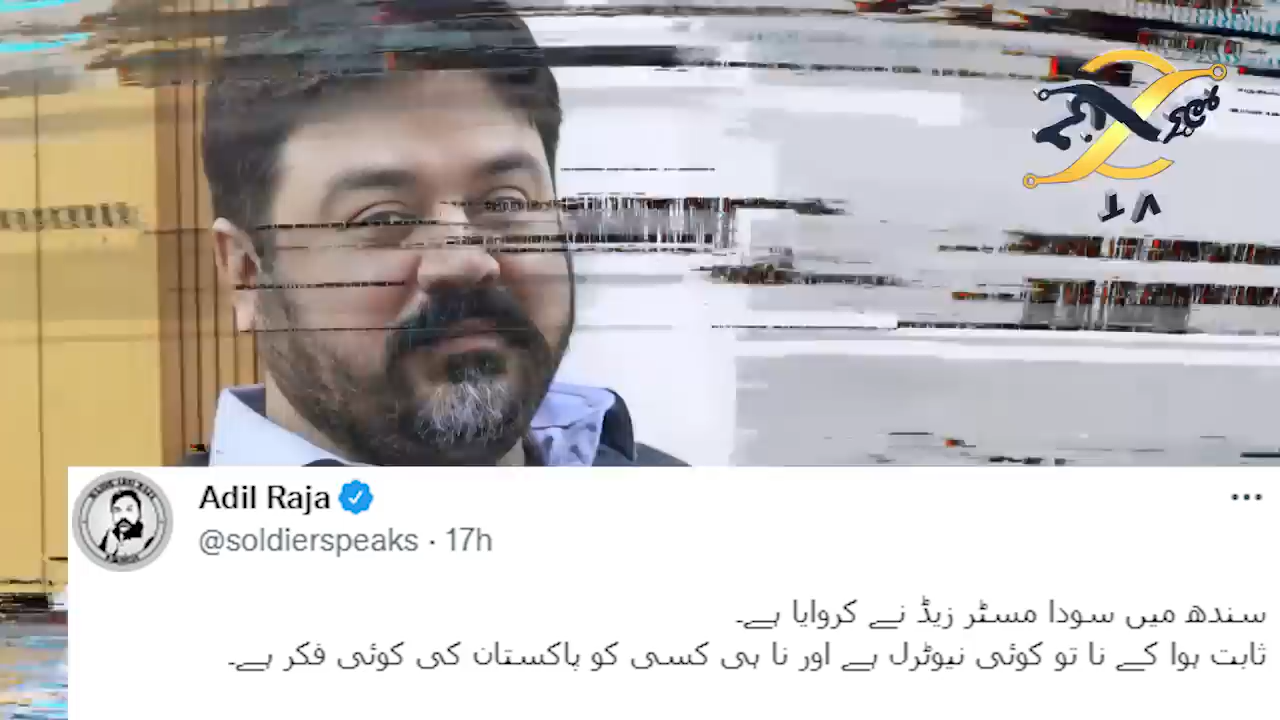 Adil Raja
@soldierspeaks · 17h
سندھ میں سودا مسٹر زیڈ نے کروایا ہے۔
ثابت ہوا کے نا تو کوئی نیوٹرل ہے اور نا ہی کسی کو پاکستان کی کوئی فکر ہے۔